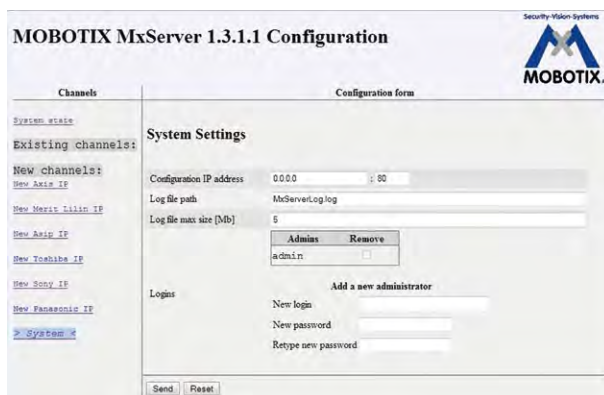 Security-Vision-Systems
MOBOTIX MxServer 1.3.1.1 Configuration
MOBOTIX
Channels
Configuration form
System state
Existing channels:
New channels:
New Axis IP
New Merit Lilin IP
New Asip IP
New Toshiba IP
New Sony IP
New Panasonic IP
> System <
System Settings
Configuration IP address 0.0.0.0 : 80
Log file path MxServerLog.log
Log file max size [Mb] 5
Admins Remove
admin
Logins
Add a new administrator
New login
New password
Retype new password
Send Reset